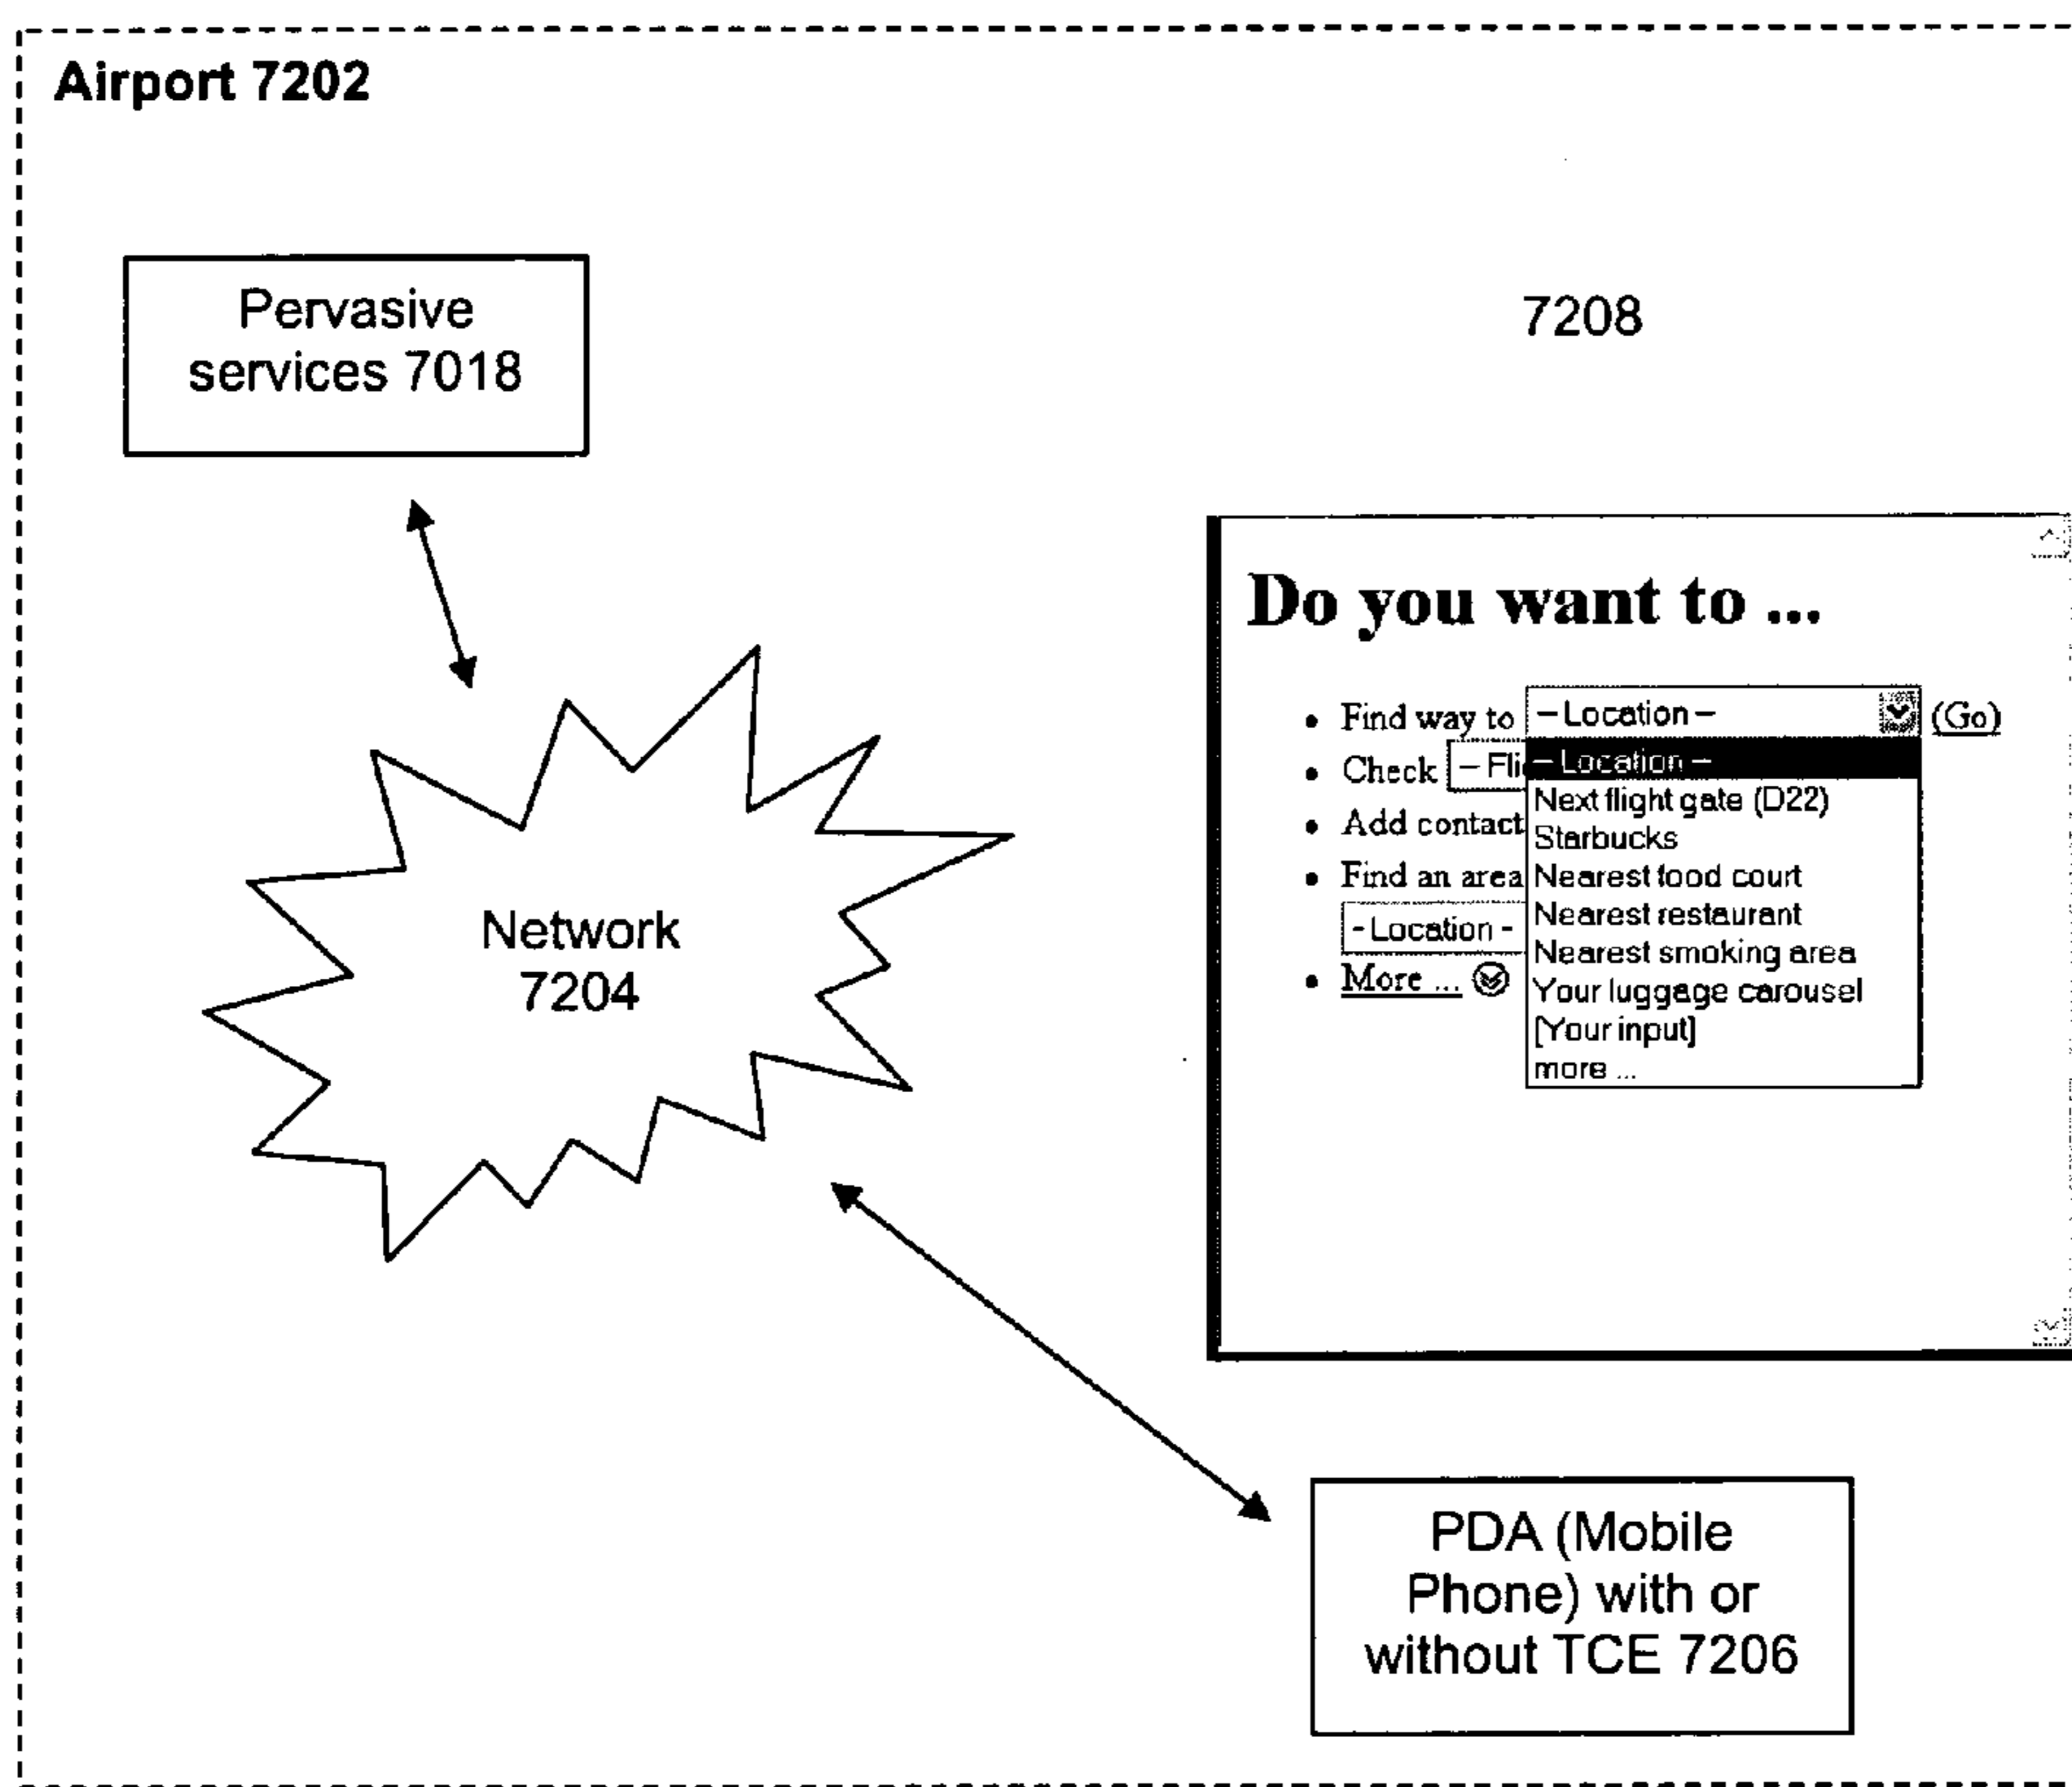 Airport 7202
Pervasive
services 7018
7208
Network
7204
Do you want to ...
• Find way to – Location – (Go)
– Location –
• Check – Fli
Next flight gate (D22)
• Add contact
Starbucks
• Find an area
Nearest food court
Nearest restaurant
- Location -
Nearest smoking area
• More ...
Your luggage carousel
[Your input]
more ...
PDA (Mobile
Phone) with or
without TCE 7206